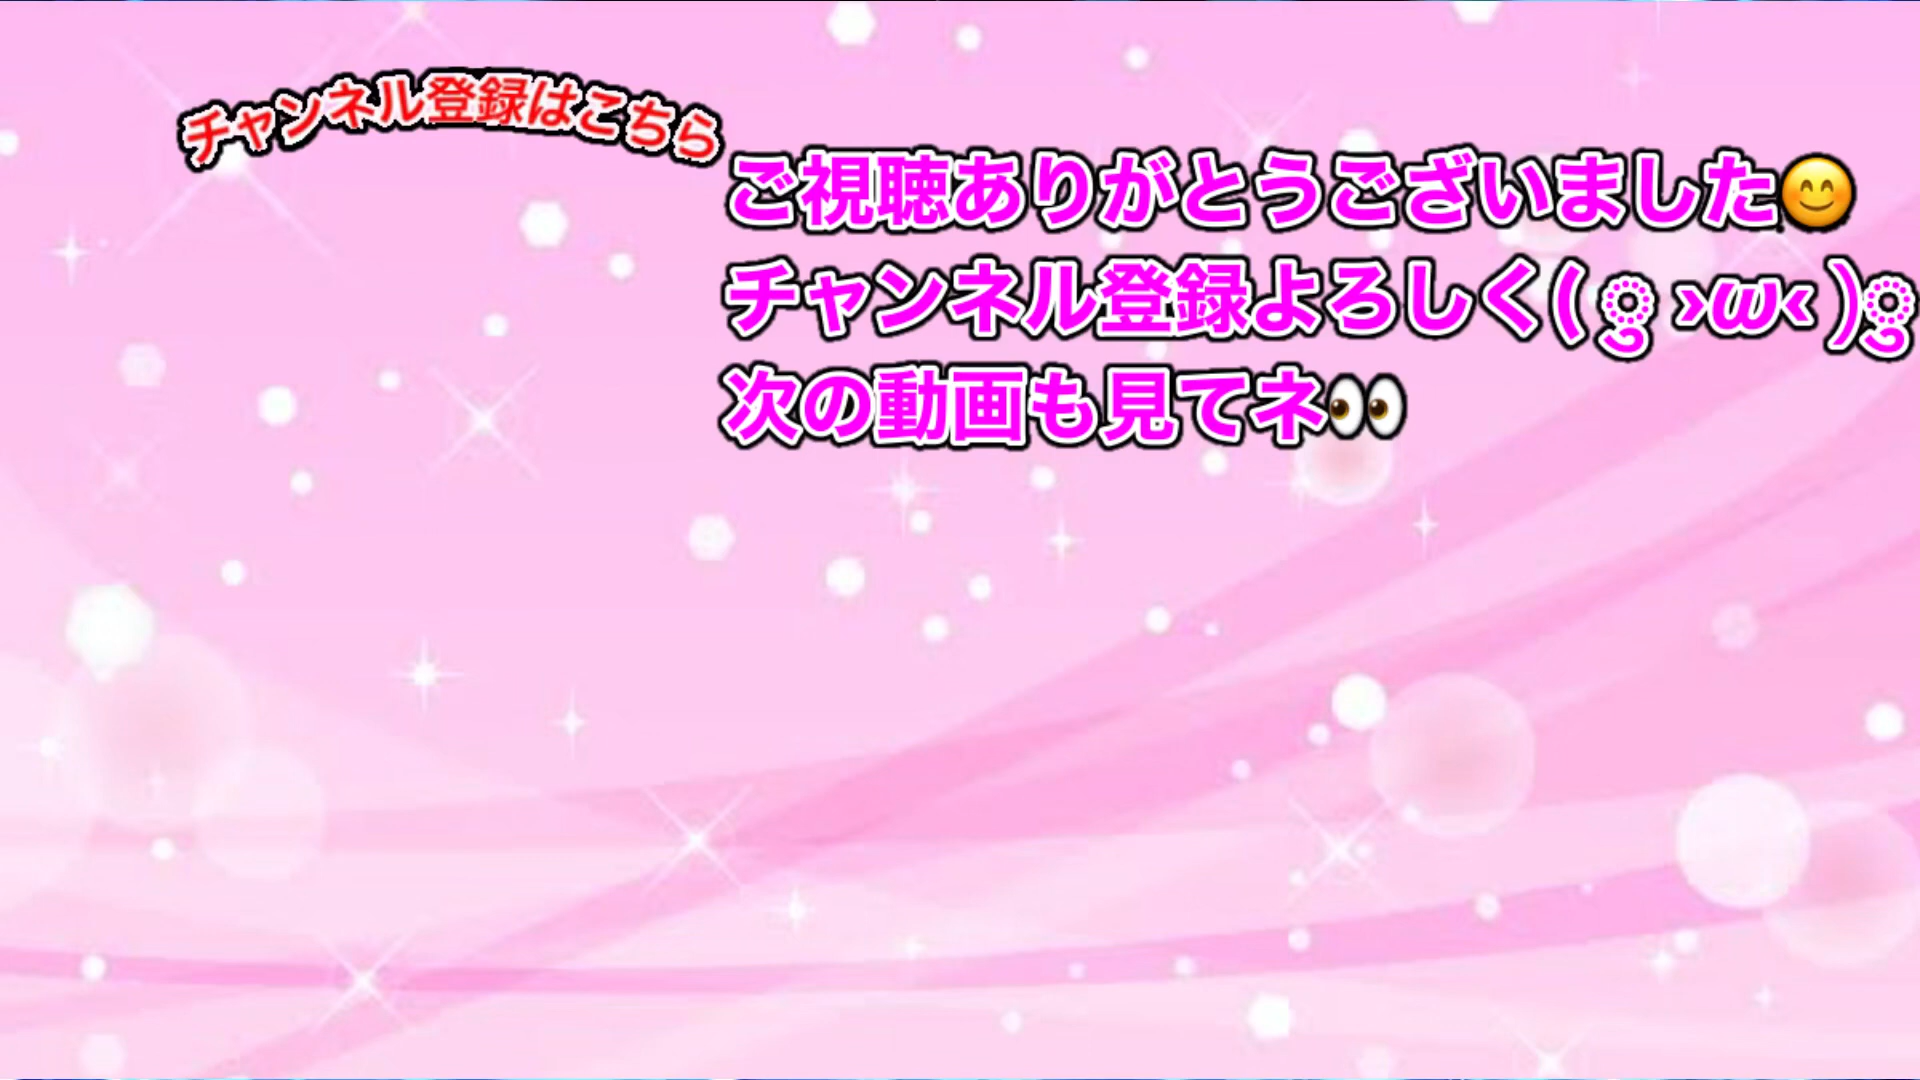 チャンネル登録はこちら
ご視聴ありがとうございました😊
チャンネル登録よろしく( ु ›ω‹ ) ु
次の動画も見てネ👀